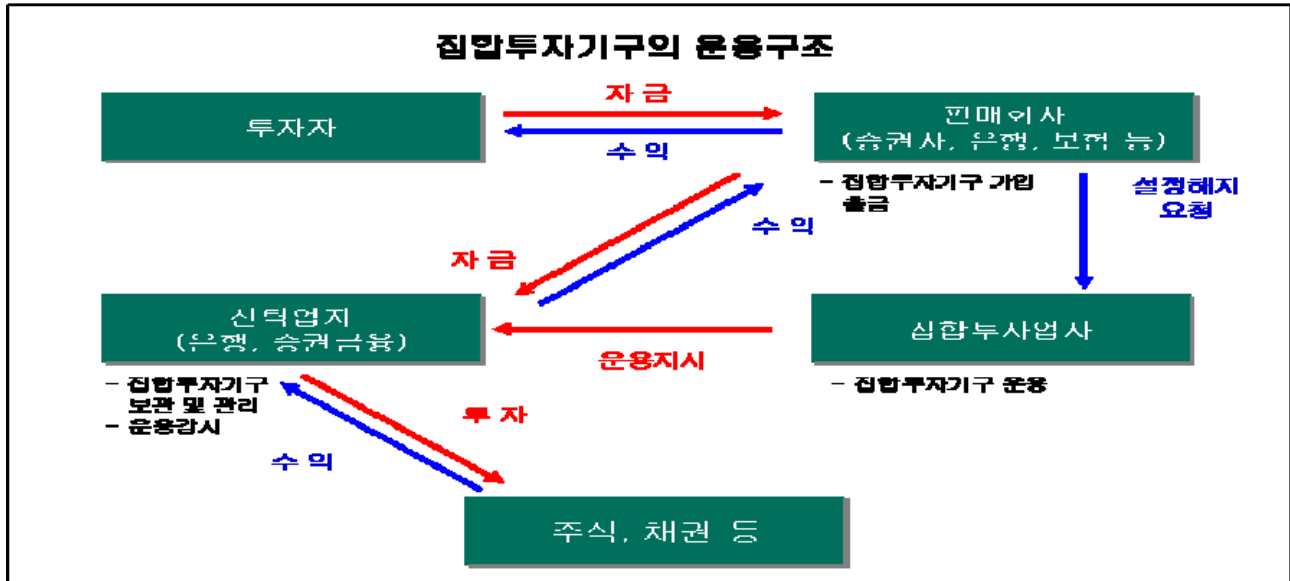 집합투자기구의 운용구조
투자자
자 금
수 익
판매회사
(증권사, 은행, 보험 등)
- 집합투자기구 가입
출금
설정해지
요청
자 금
수 익
신탁업자
(은행, 증권금융)
- 집합투자기구
보관 및 관리
- 운용감시
운용지시
집합투자업자
- 집합투자기구 운용
투 자
수 익
주식, 채권 등